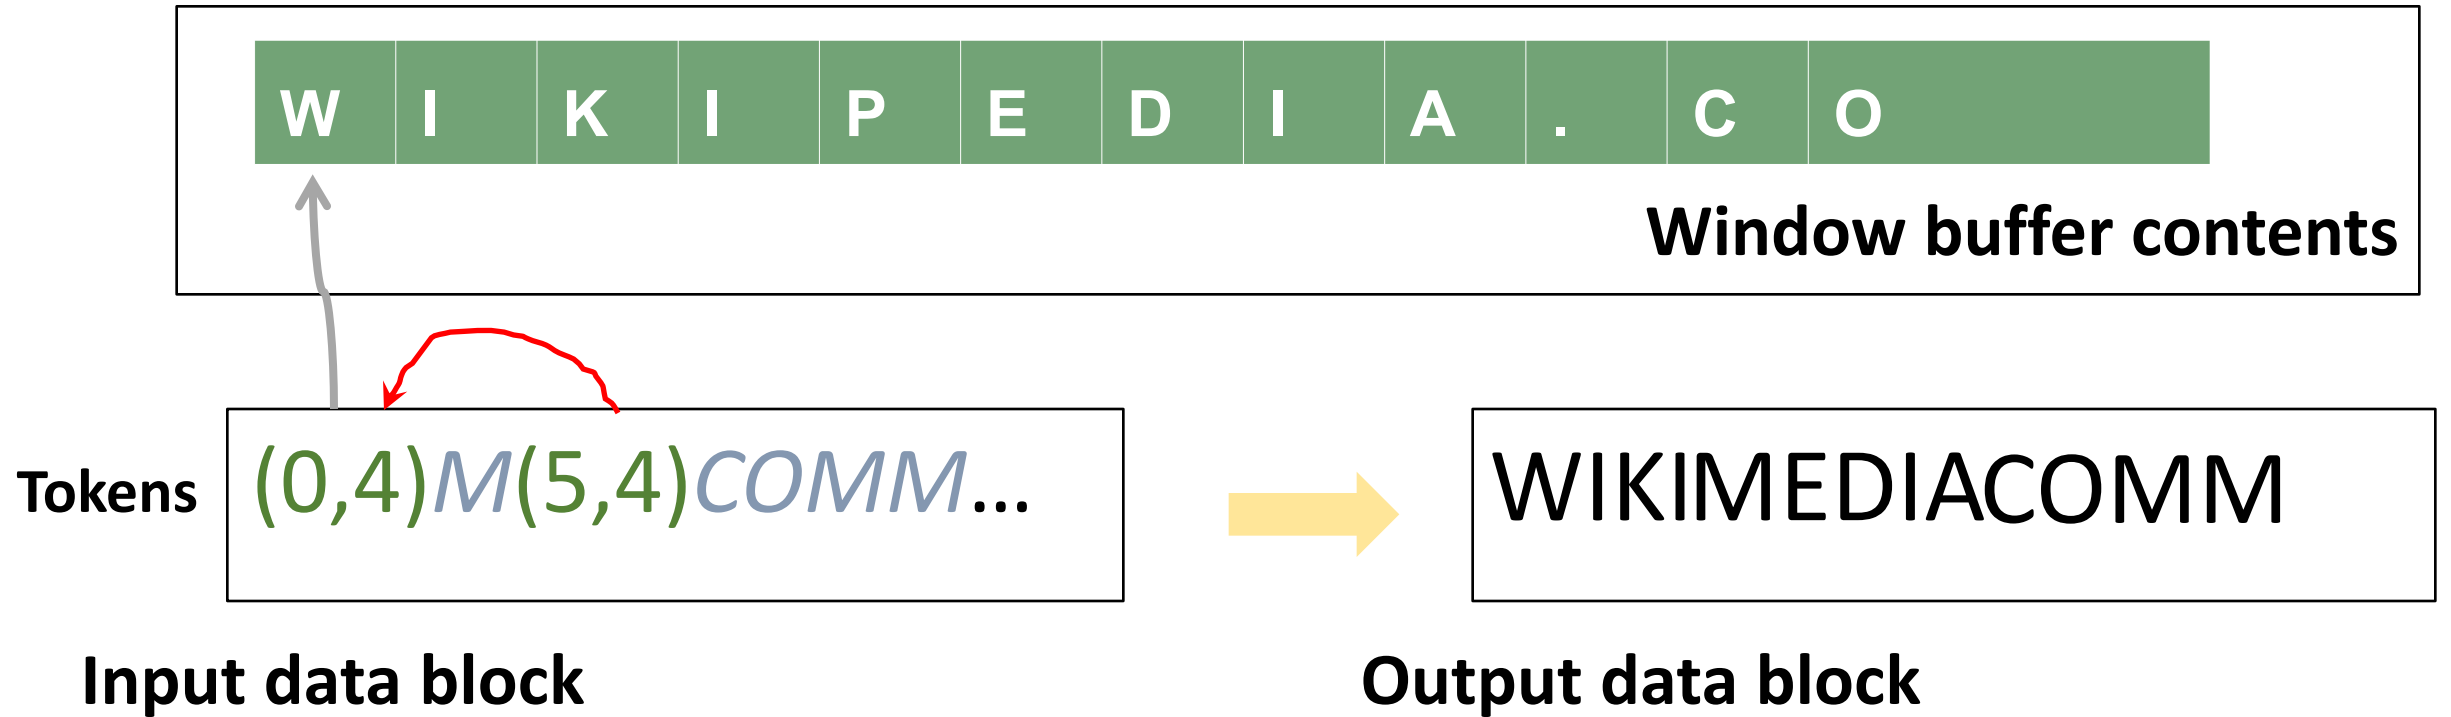 W I K I P E D I A . C O
Window buffer contents
Tokens
(0,4)M(5,4)COMM...
WIKIMEDIACOMM
Input data block
Output data block